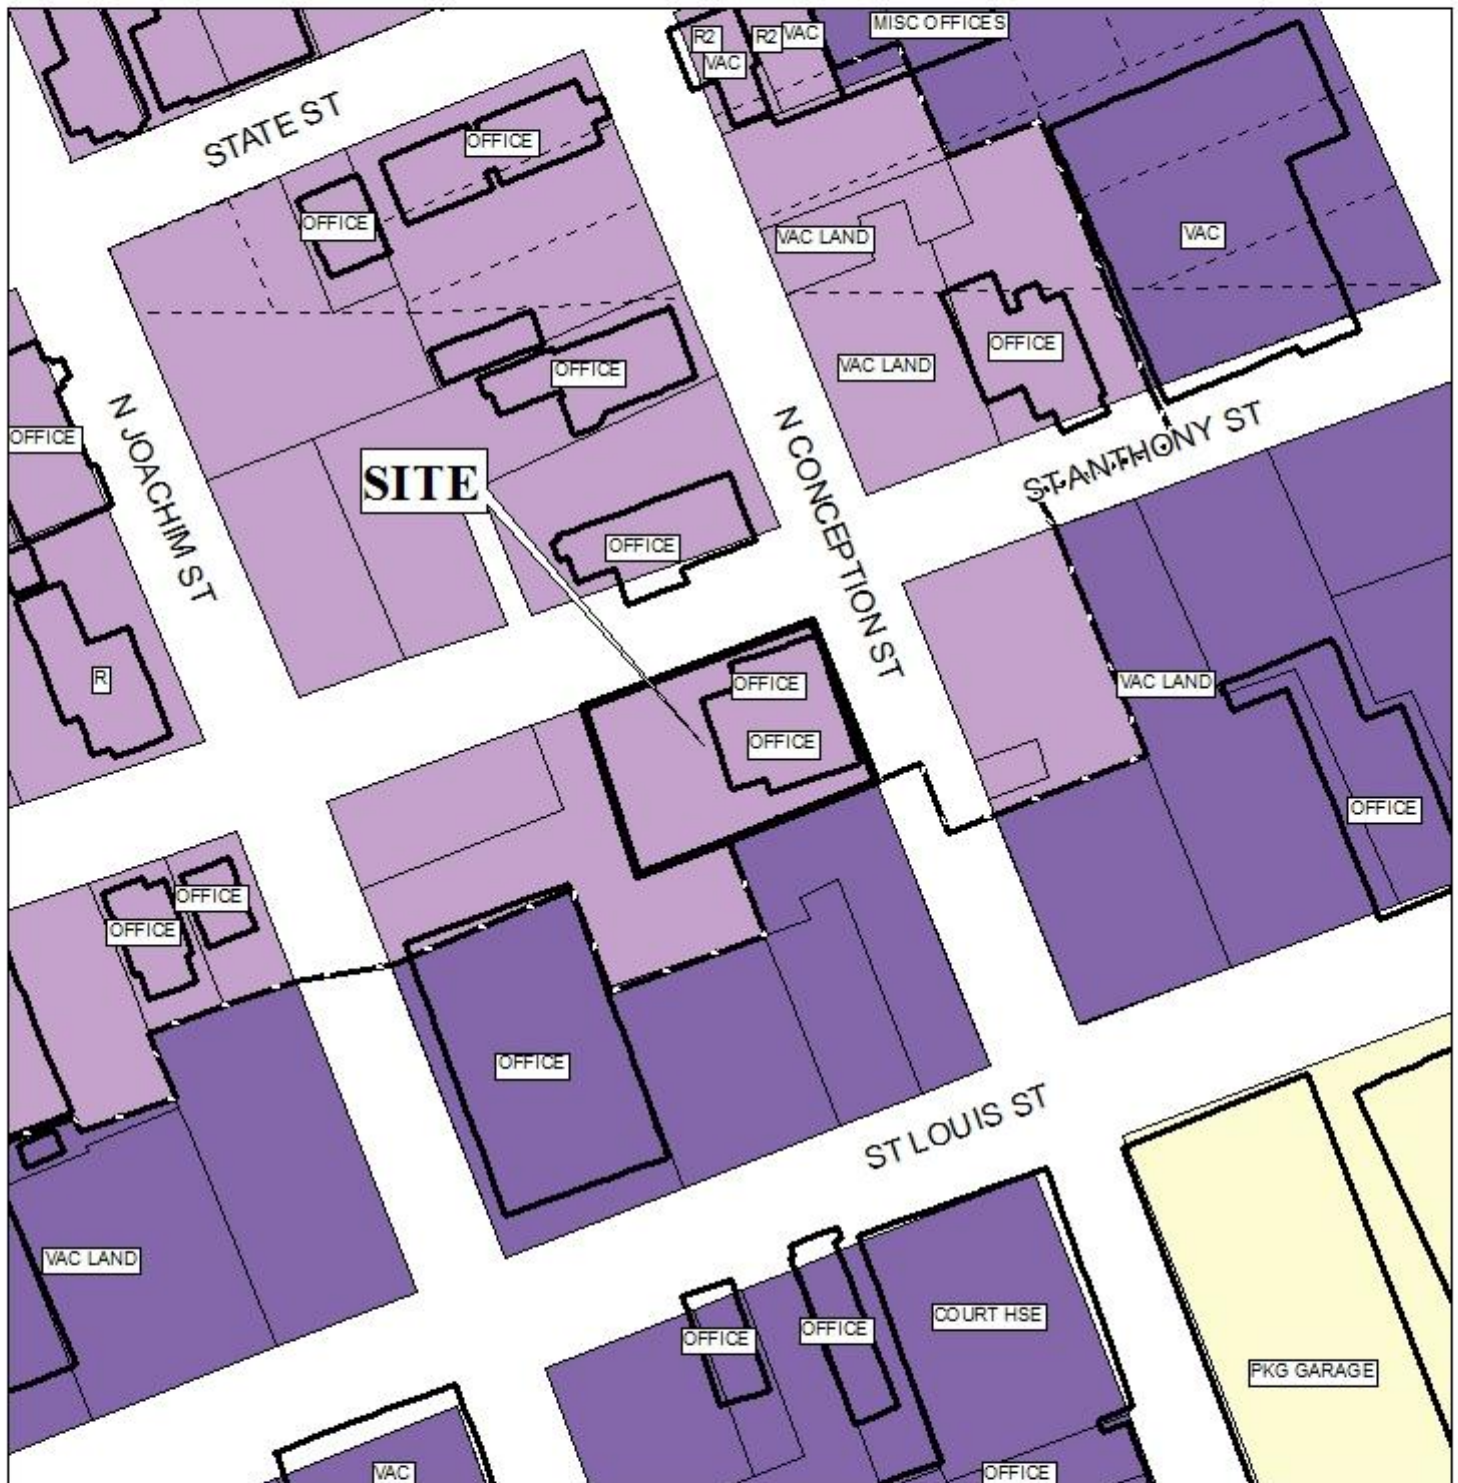 MISC OFFICES
R2
R2
VAC
VAC
STATE ST
OFFICE
OFFICE
VAC LAND
VAC
OFFICE
VAC LAND
OFFICE
OFFICE
N JOACHIM ST
N CONCEPTION ST
ST ANTHONY ST
SITE
OFFICE
R
OFFICE
VAC LAND
OFFICE
OFFICE
OFFICE
OFFICE
OFFICE
ST LOUIS ST
VAC LAND
COURT HSE
OFFICE
OFFICE
PKG GARAGE
VAC
OFFICE